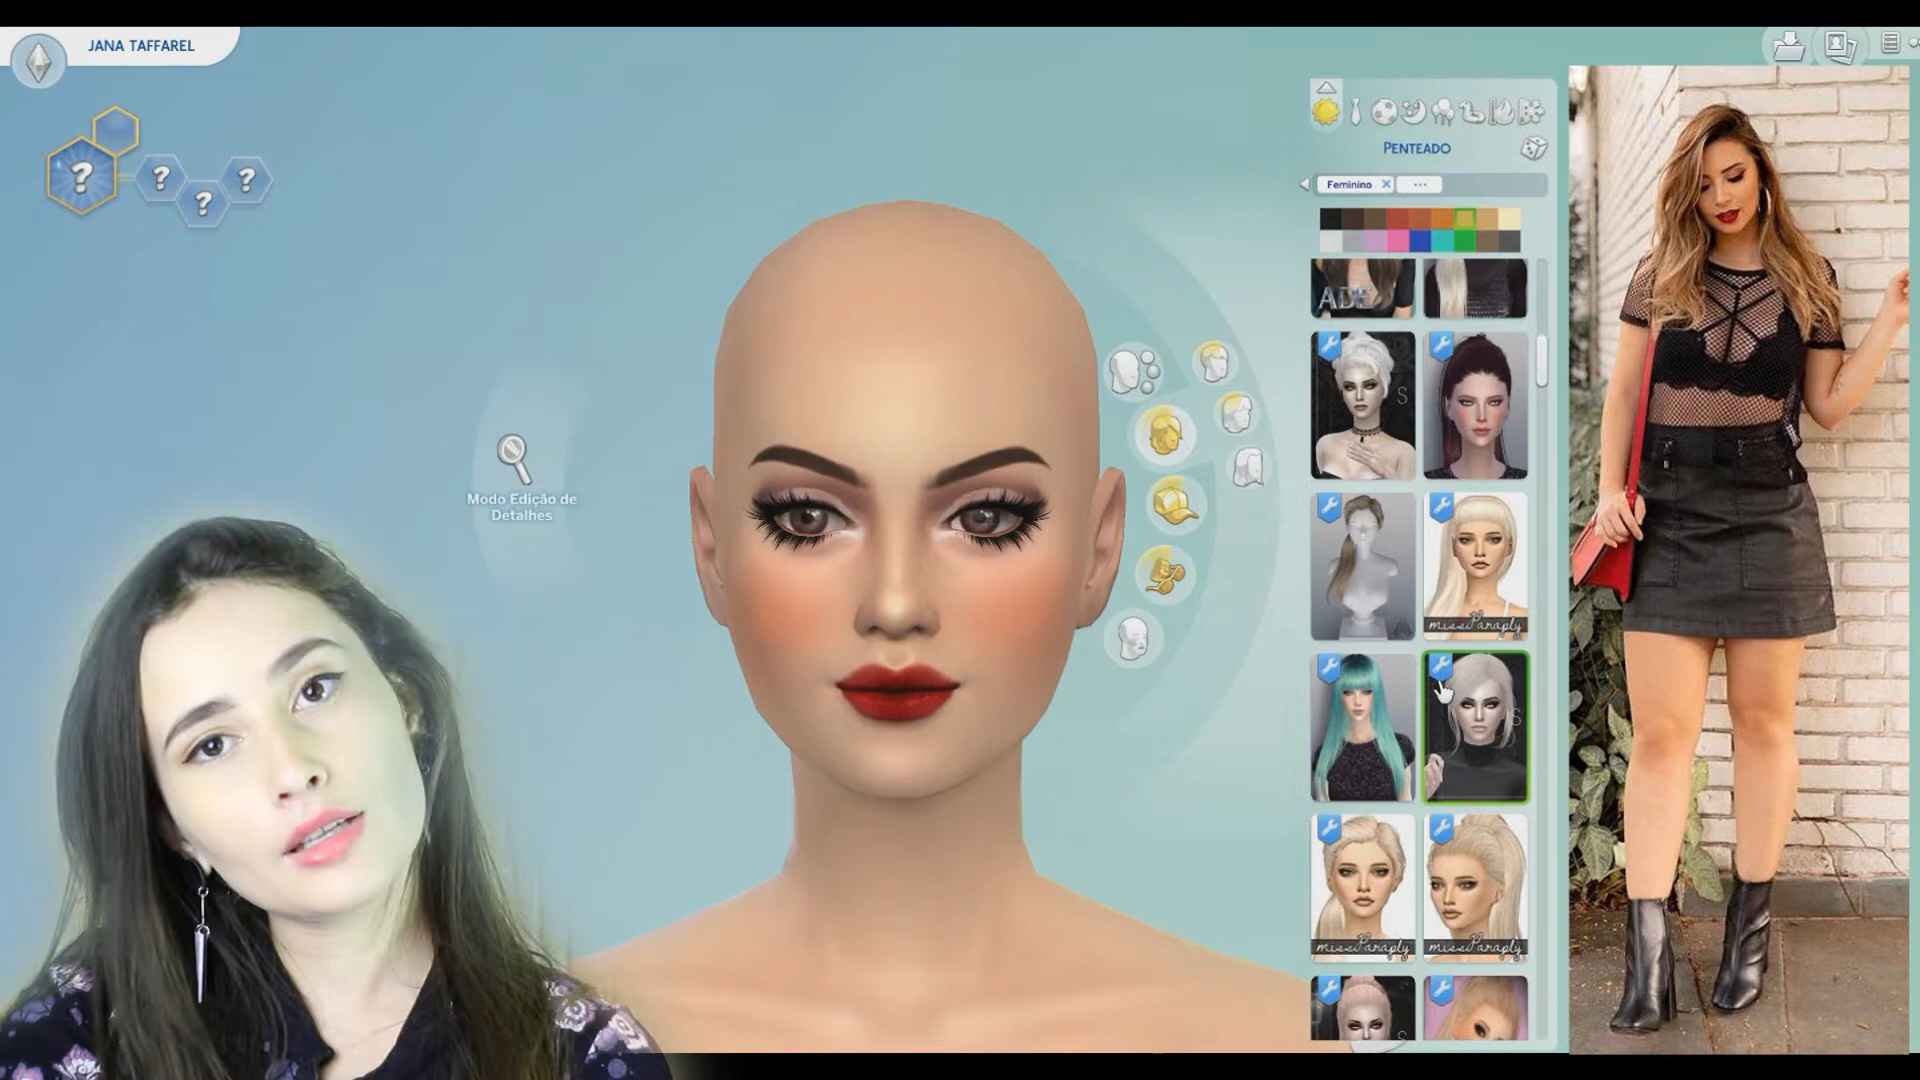 JANA TAFFAREL
?
?
?
?
Modo Edição de
Detalhes
PENTEADO
Feminino
ADE
S
missParaply
S
missParaply
missParaply